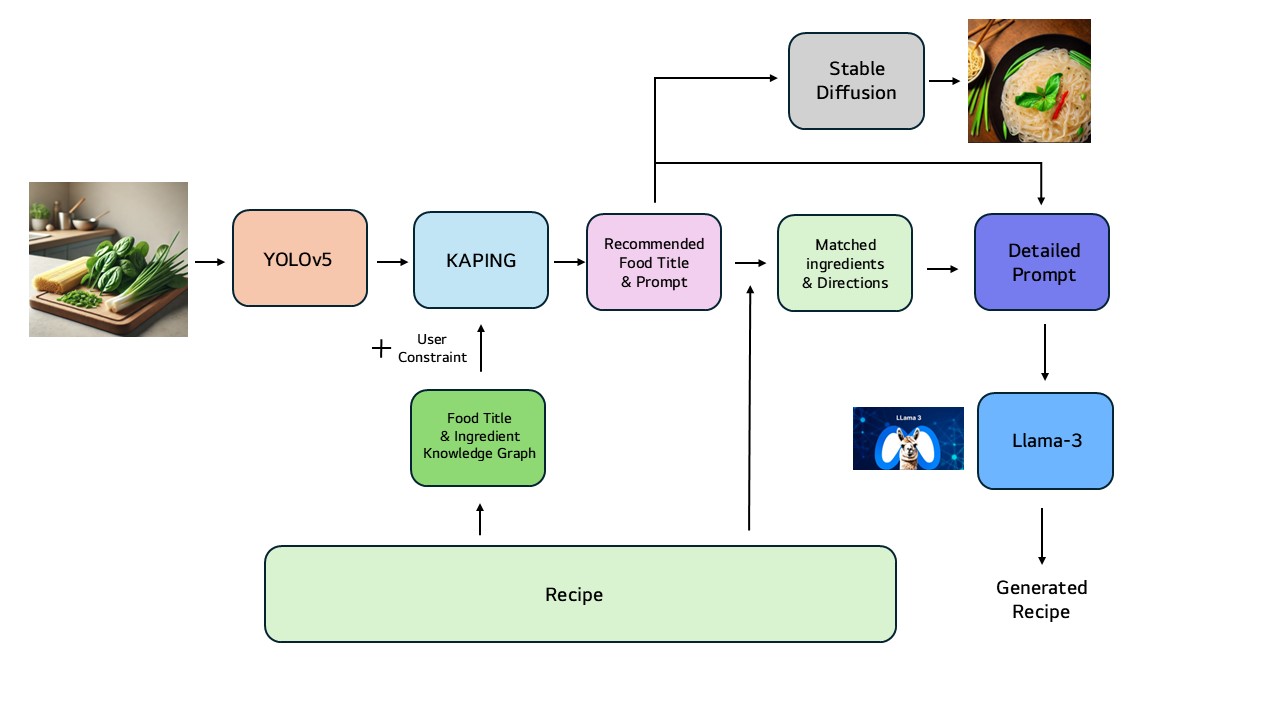 Stable
Diffusion
YOLOv5
KAPING
Recommended
Food Title
& Prompt
Matched
ingredients
& Directions
Detailed
Prompt
+ User
Constraint
Food Title
& Ingredient
Knowledge Graph
LLama 3
Llama-3
Recipe
Generated
Recipe